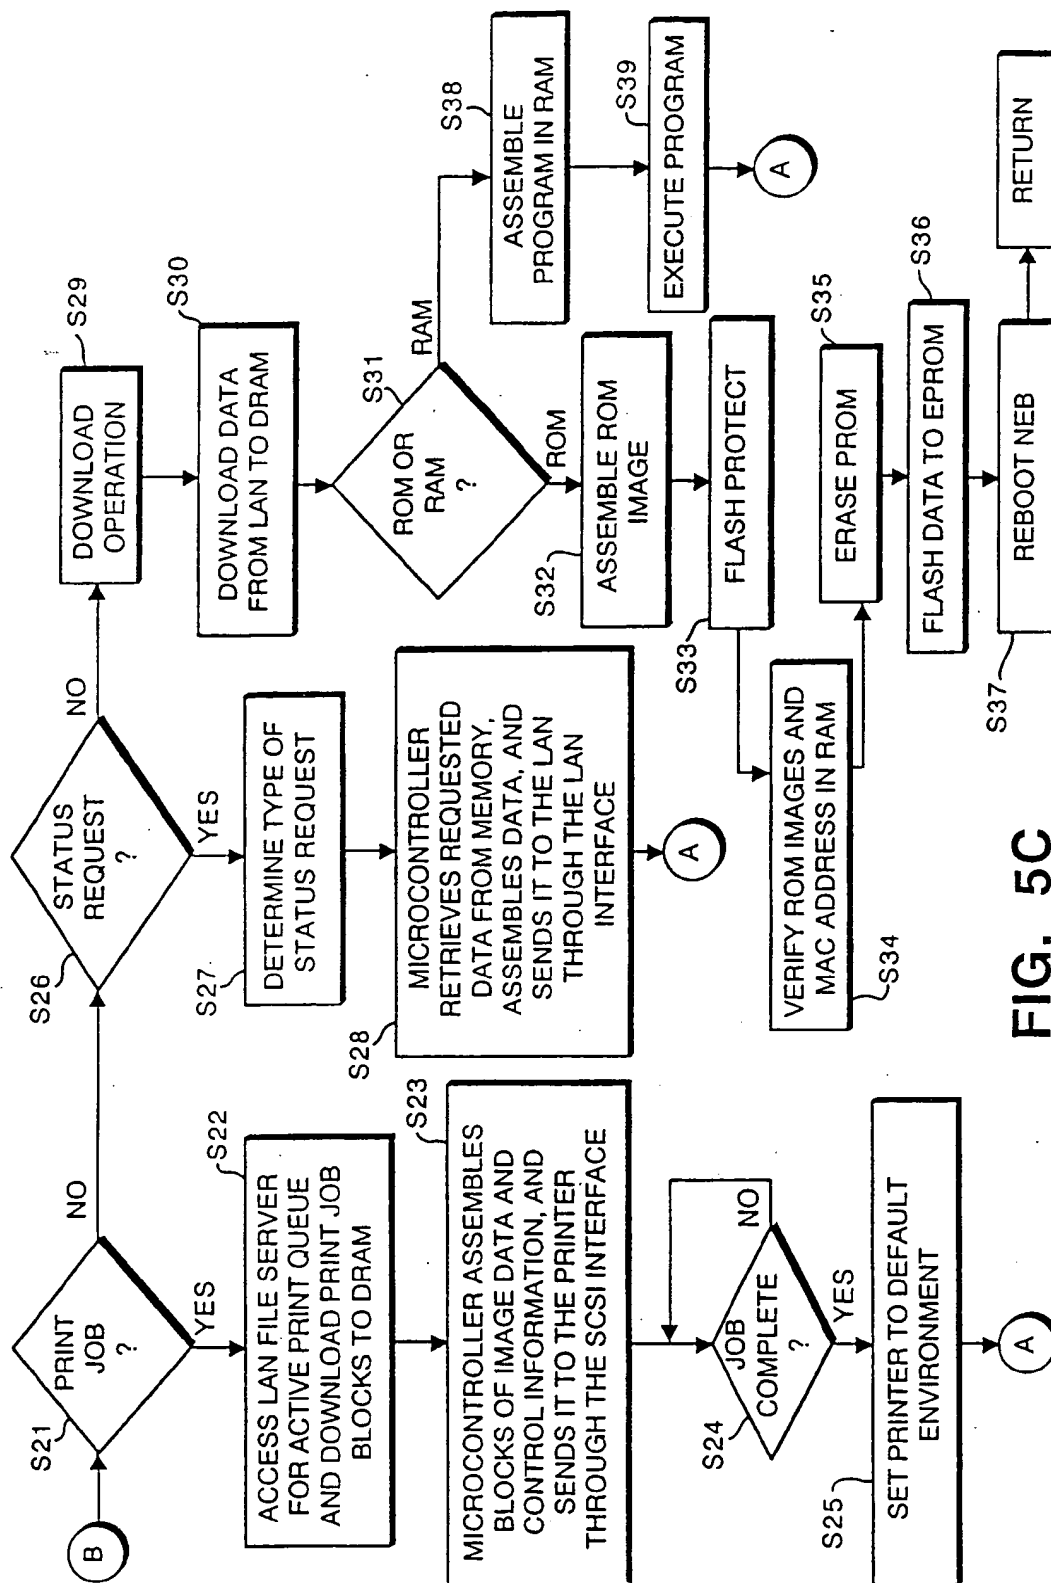 B
S21
PRINT
JOB
?
NO
YES
S22
ACCESS LAN FILE SERVER
FOR ACTIVE PRINT QUEUE
AND DOWNLOAD PRINT JOB
BLOCKS TO DRAM
S23
MICROCONTROLLER ASSEMBLES
BLOCKS OF IMAGE DATA AND
CONTROL INFORMATION, AND
SENDS IT TO THE PRINTER
THROUGH THE SCSI INTERFACE
S24
JOB
COMPLETE
?
NO
YES
S25
SET PRINTER TO DEFAULT
ENVIRONMENT
A
S26
STATUS
REQUEST
?
NO
YES
S27
DETERMINE TYPE OF
STATUS REQUEST
S28
MICROCONTROLLER
RETRIEVES REQUESTED
DATA FROM MEMORY,
ASSEMBLES DATA, AND
SENDS IT TO THE LAN
THROUGH THE LAN
INTERFACE
A
S29
DOWNLOAD
OPERATION
S30
DOWNLOAD DATA
FROM LAN TO DRAM
S31
ROM OR
RAM
?
RAM
ROM
S32
ASSEMBLE ROM
IMAGE
S33
FLASH PROTECT
VERIFY ROM IMAGES AND
MAC ADDRESS IN RAM
S34
S35
ERASE PROM
S36
FLASH DATA TO EPROM
S37
REBOOT NEB
RETURN
S38
ASSEMBLE
PROGRAM IN RAM
S39
EXECUTE PROGRAM
A
FIG. 5C